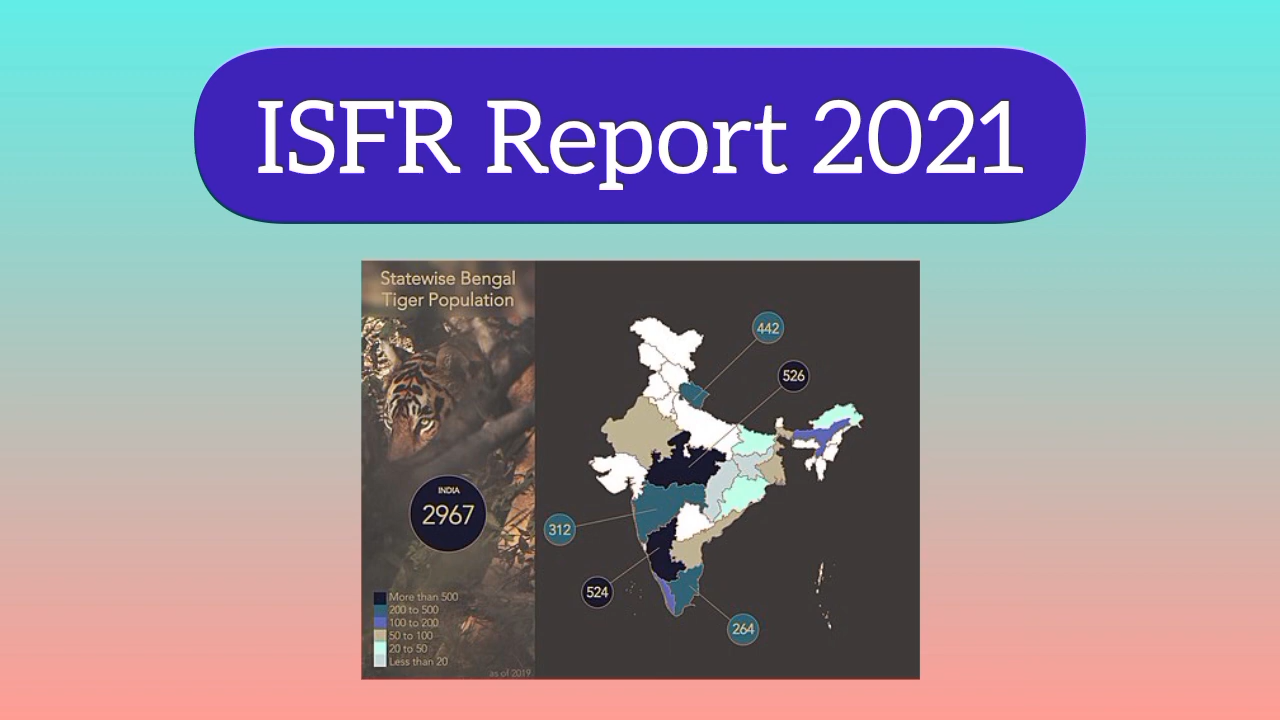 ISFR Report 2021
Statewise Bengal
Tiger Population
INDIA
2967
More than 500
200 to 500
100 to 200
50 to 100
20 to 50
Less than 20
as of 2019
442
526
312
524
264